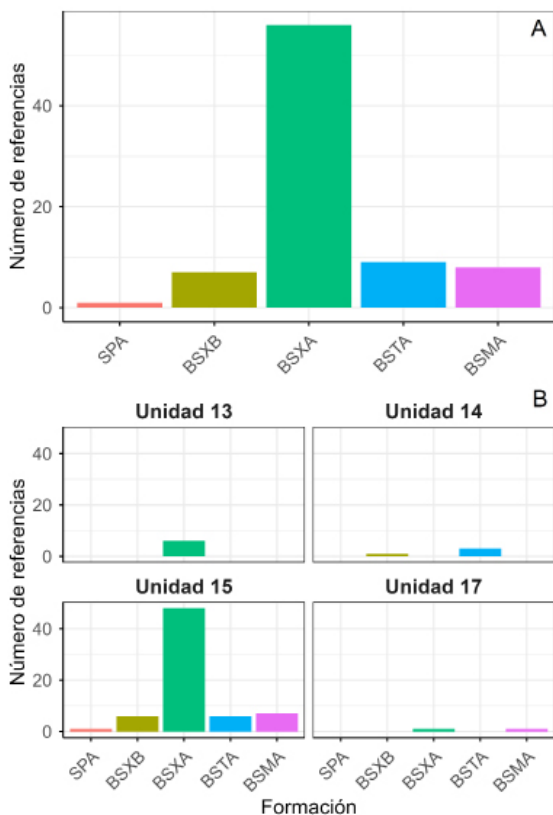 A
Número de referencias
40
20
0
SPA BSXB BSXA BSTA BSMA
B
Unidad 13 Unidad 14
Número de referencias
40
20
0
Unidad 15 Unidad 17
40
20
0
SPA BSXB BSXA BSTA BSMA SPA BSXB BSXA BSTA BSMA
Formación